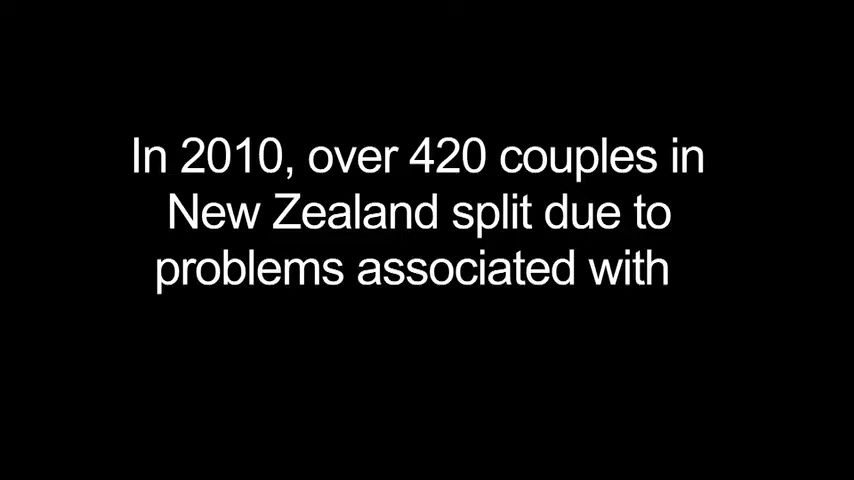 In 2010, over 420 couples in
New Zealand split due to
problems associated with